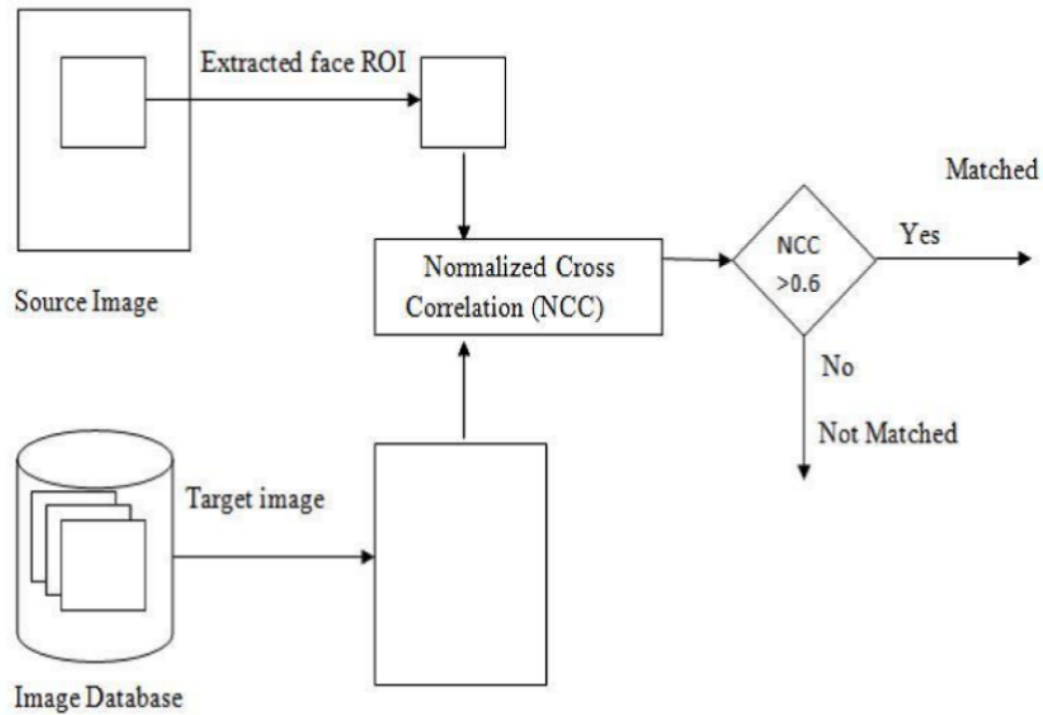 Extracted face ROI
Source Image
Normalized Cross
Correlation (NCC)
NCC
>0.6
Yes
Matched
No
Not Matched
Target image
Image Database